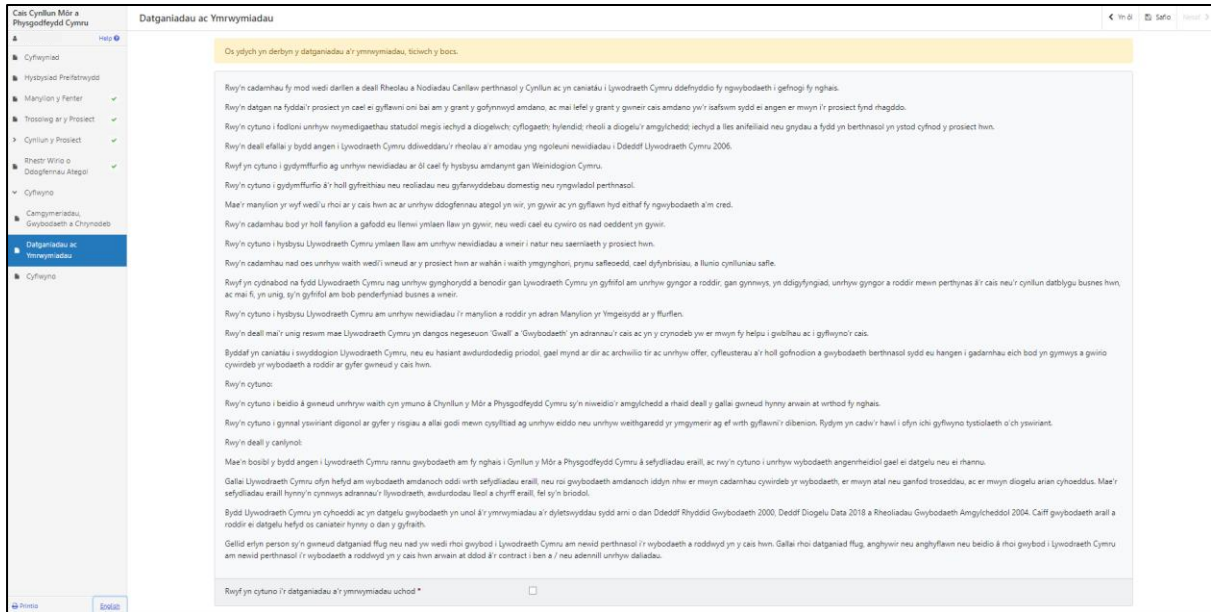 Cais Cynllun Môr a
Physgodfeydd Cymru
Help
Cyflwyniad
Hysbysiad Preifatrwydd
Manylion y Fenter
Trosolwg ar y Prosiect
Cynllun y Prosiect
Rhestr Wirio o
Ddogfennau Ategol
Cyflwyno
Camgymeriadau,
Gwybodaeth a Chrynodeb
Datganiadau ac
Ymrwymiadau
Cyflwyno
Printio
English
Datganiadau ac Ymrwymiadau
Yn ôl
Safio
Nesaf
Os ydych yn derbyn y datganiadau a'r ymrwymiadau, ticiwch y bocs.
Rwy'n cadarnhau fy mod wedi darllen a deall Rheolau a Nodiadau Canllaw perthnasol y Cynllun ac yn caniatáu i Lywodraeth Cymru ddefnyddio fy ngwybodaeth i gefnogi fy nghais.
Rwy'n datgan na fyddai'r prosiect yn cael ei gyflawni oni bai am y grant y gofynnwyd amdano, ac mai lefel y grant y gwneir cais amdano yw'r isafswm sydd ei angen er mwyn i'r prosiect fynd rhagddo.
Rwy'n cytuno i fodloni unrhyw rwymedigaethau statudol megis iechyd a diogelwch; cyflogaeth; hylendid; rheoli a diogelu'r amgylchedd; iechyd a lles anifeiliaid neu gnydau a fydd yn berthnasol yn ystod cyfnod y prosiect hwn.
Rwy'n deall efallai y bydd angen i Lywodraeth Cymru ddiweddaru'r rheolau a'r amodau yng ngoleuni newidiadau i Ddeddf Llywodraeth Cymru 2006.
Rwyf yn cytuno i gydymffurfio ag unrhyw newidiadau ar ôl cael fy hysbysu amdanynt gan Weinidogion Cymru.
Rwy'n cytuno i gydymffurfio â'r holl gyfreithiau neu reoliadau neu gyfarwyddebau domestig neu ryngwladol perthnasol.
Mae'r manylion yr wyf wedi'u rhoi ar y cais hwn ac ar unrhyw ddogfennau ategol yn wir, yn gywir ac yn gyflawn hyd eithaf fy ngwybodaeth a'm cred.
Rwy'n cadarnhau bod yr holl fanylion a gafodd eu llenwi ymlaen llaw yn gywir, neu wedi cael eu cywiro os nad oeddent yn gywir.
Rwy'n cytuno i hysbysu Llywodraeth Cymru ymlaen llaw am unrhyw newidiadau a wneir i natur neu saernïaeth y prosiect hwn.
Rwy'n cadarnhau nad oes unrhyw waith wedi'i wneud ar y prosiect hwn ar wahân i waith ymgynghori, prynu safleoedd, cael dyfynbrisiau, a llunio cynlluniau safle.
Rwyf yn cydnabod na fydd Llywodraeth Cymru nag unrhyw gynghorydd a benodir gan Lywodraeth Cymru yn gyfrifol am unrhyw gyngor a roddir, gan gynnwys, yn ddigyfyngiad, unrhyw gyngor a roddir mewn perthynas â'r cais neu'r cynllun datblygu busnes hwn,
ac mai fi, yn unig, sy'n gyfrifol am bob penderfyniad busnes a wneir.
Rwy'n cytuno i hysbysu Llywodraeth Cymru am unrhyw newidiadau i'r manylion a roddir yn adran Manylion yr Ymgeisydd ar y ffurflen.
Rwy'n deall mai'r unig reswm mae Llywodraeth Cymru yn dangos negeseuon 'Gwall' a 'Gwybodaeth' yn adrannau'r cais ac yn y crynodeb yw er mwyn fy helpu i gwblhau ac i gyflwyno'r cais.
Byddaf yn caniatáu i swyddogion Llywodraeth Cymru, neu eu hasiant awdurdodedig priodol, gael mynd ar dir ac archwilio tir ac unrhyw offer, cyfleusterau a'r holl gofnodion a gwybodaeth berthnasol sydd eu hangen i gadarnhau eich bod yn gymwys a gwirio
cywirdeb yr wybodaeth a roddir ar gyfer gwneud y cais hwn.
Rwy'n cytuno:
Rwy'n cytuno i beidio â gwneud unrhryw waith cyn ymuno â Chynllun y Môr a Physgodfeydd Cymru sy'n niweidio'r amgylchedd a rhaid deall y gallai gwneud hynny arwain at wrthod fy nghais.
Rwy'n cytuno i gynnal yswiriant digonol ar gyfer y risgiau a allai godi mewn cysylltiad ag unrhyw eiddo neu unrhyw weithgaredd yr ymgymerir ag ef wrth gyflawni'r dibenion. Rydym yn cadw'r hawl i ofyn ichi gyflwyno tystiolaeth o'ch yswiriant.
Rwy'n deall y canlynol:
Mae'n bosibl y bydd angen i Lywodraeth Cymru rannu gwybodaeth am fy nghais i Gynllun y Môr a Physgodfeydd Cymru â sefydliadau eraill, ac rwy'n cytuno i unrhyw wybodaeth angenrheidiol gael ei datgelu neu ei rhannu.
Gallai Llywodraeth Cymru ofyn hefyd am wybodaeth amdanoch oddi wrth sefydliadau eraill, neu roi gwybodaeth amdanoch iddyn nhw er mwyn cadarnhau cywirdeb yr wybodaeth, er mwyn atal neu ganfod troseddau, ac er mwyn diogelu arian cyhoeddus. Mae'r
sefydliadau eraill hynny'n cynnwys adrannau'r llywodraeth, awdurdodau lleol a chyrff eraill, fel sy'n briodol.
Bydd Llywodraeth Cymru yn cyhoeddi ac yn datgelu gwybodaeth yn unol â'r ymrwymiadau a'r dyletswyddau sydd arni o dan Ddeddf Rhyddid Gwybodaeth 2000, Deddf Diogelu Data 2018 a Rheoliadau Gwybodaeth Amgylcheddol 2004. Caiff gwybodaeth arall a
roddir ei datgelu hefyd os caniateir hynny o dan y gyfraith.
Gellid erlyn person sy'n gwneud datganiad ffug neu nad yw wedi rhoi gwybod i Lywodraeth Cymru am newid perthnasol i'r wybodaeth a roddwyd yn y cais hwn. Gallai rhoi datganiad ffug, anghywir neu anghyflawn neu beidio â rhoi gwybod i Lywodraeth Cymru
am newid perthnasol i'r wybodaeth a roddwyd yn y cais hwn arwain at ddod â'r contract i ben a / neu adennill unrhyw daliadau.
Rwyf yn cytuno i'r datganiadau a'r ymrwymiadau uchod *